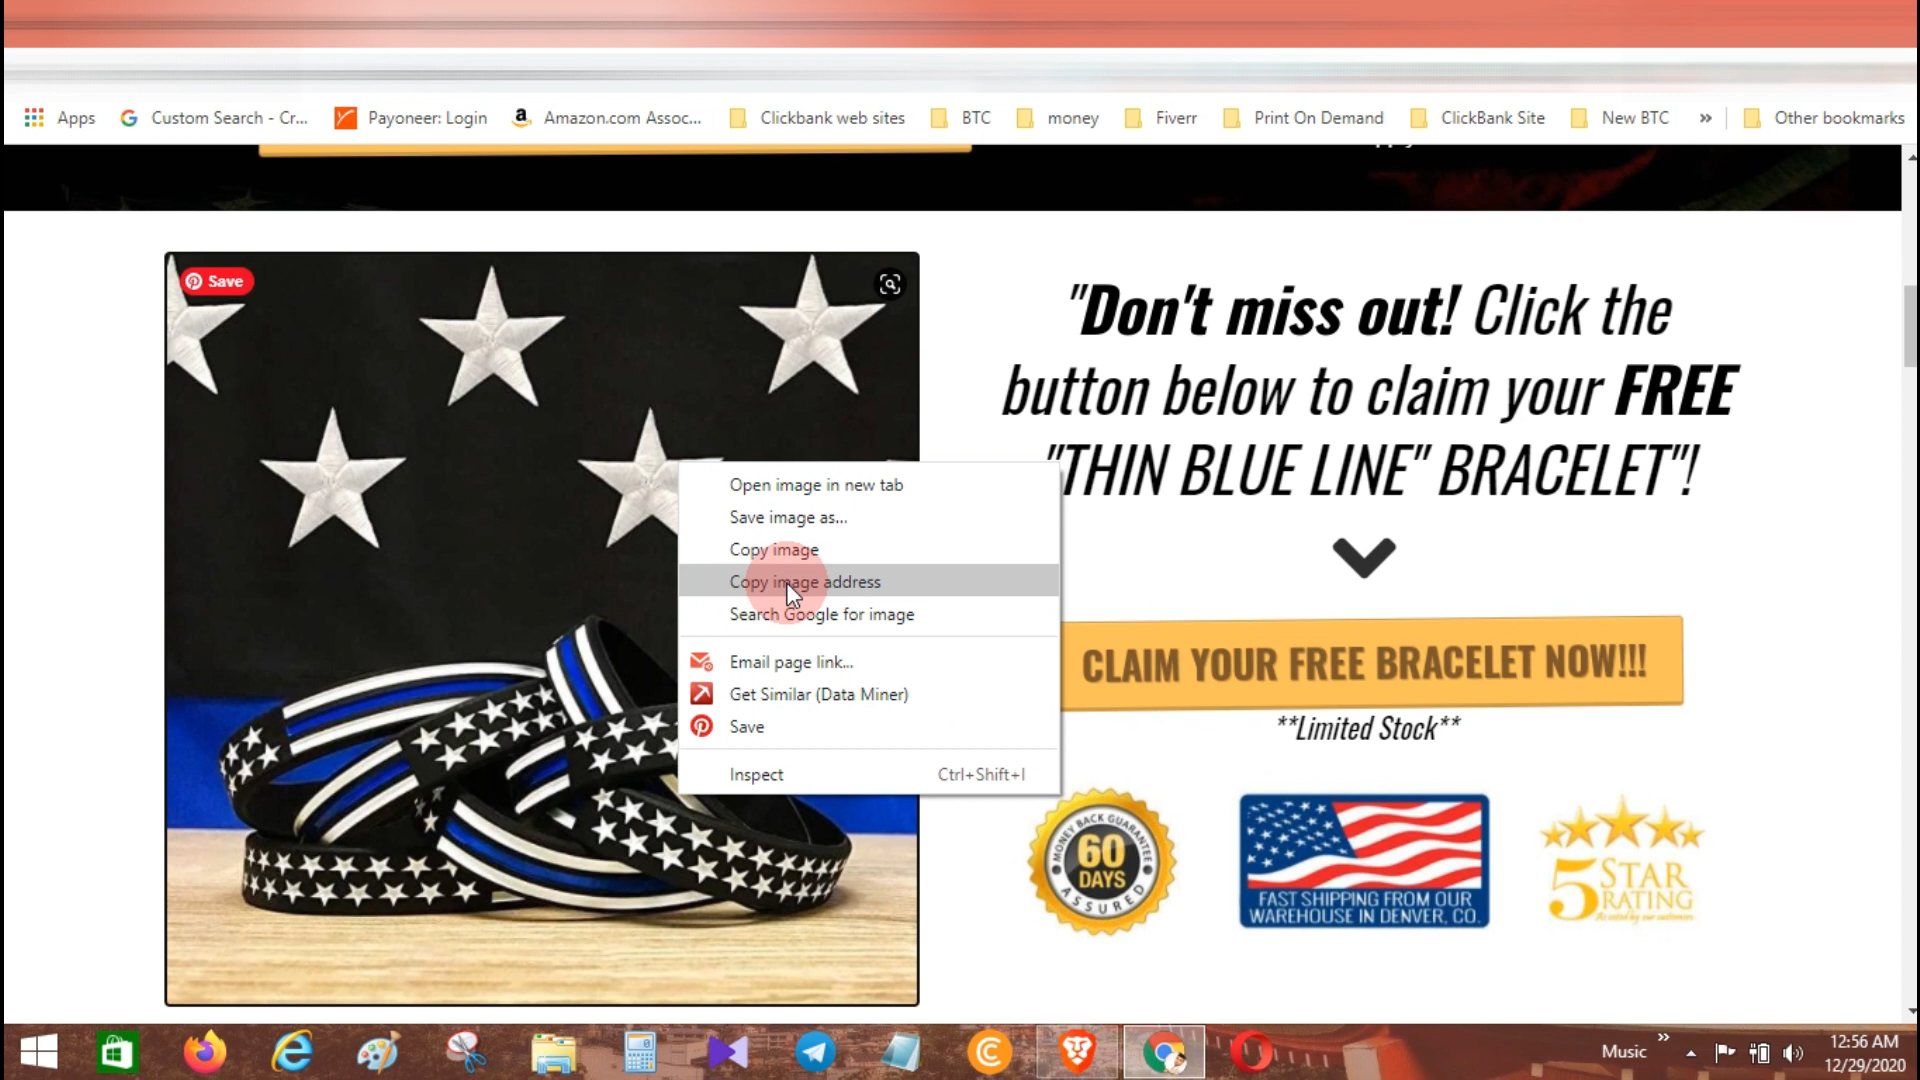 Apps
Custom Search - Cr...
Payoneer: Login
Amazon.com Assoc...
Clickbank web sites
BTC
money
Fiverr
Print On Demand
ClickBank Site
New BTC
»
Other bookmarks
Save
"Don't miss out! Click the
button below to claim your FREE
"THIN BLUE LINE" BRACELET"!
Open image in new tab
Save image as...
Copy image
Copy image address
Search Google for image
Email page link...
Get Similar (Data Miner)
Save
Inspect Ctrl+Shift+I
CLAIM YOUR FREE BRACELET NOW!!!
**Limited Stock**
MONEY BACK GUARANTEE
60
DAYS
ASSURED
FAST SHIPPING FROM OUR
WAREHOUSE IN DENVER, CO.
5 STAR
RATING
As rated by our customers
Music
12:56 AM
12/29/2020